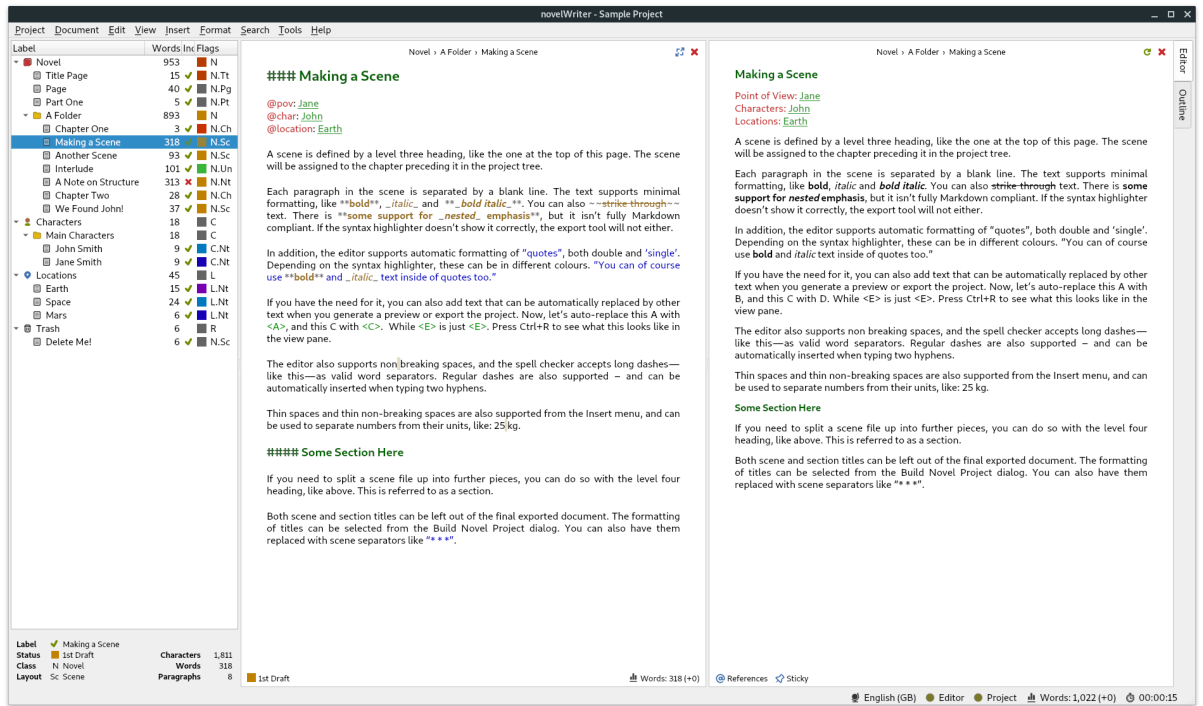 novelWriter - Sample Project
Project Document Edit View Insert Format Search Tools Help
Label Words Inc Flags
Novel 953 N
Title Page 15 N.Tt
Page 40 N.Pg
Part One 5 N.Pt
A Folder 893 N
Chapter One 3 N.Ch
Making a Scene 318 N.Sc
Another Scene 93 N.Sc
Interlude 101 N.Un
A Note on Structure 313 N.Nt
Chapter Two 28 N.Ch
We Found John! 37 N.Sc
Characters 18 C
Main Characters 18 C
John Smith 9 C.Nt
Jane Smith 9 C.Nt
Locations 45 L
Earth 15 L.Nt
Space 24 L.Nt
Mars 6 L.Nt
Trash 6 R
Delete Me! 6 N.Sc
Label Making a Scene
Status 1st Draft Characters 1,811
Class N Novel Words 318
Layout Sc Scene Paragraphs 8
Novel › A Folder › Making a Scene
### Making a Scene
@pov: Jane
@char: John
@location: Earth
A scene is defined by a level three heading, like the one at the top of this page. The scene
will be assigned to the chapter preceding it in the project tree.
Each paragraph in the scene is separated by a blank line. The text supports minimal
formatting, like **bold**, _italic_ and **_bold italic_**. You can also ~~strike through~~
text. There is **some support for _nested_ emphasis**, but it isn’t fully Markdown
compliant. If the syntax highlighter doesn’t show it correctly, the export tool will not either.
In addition, the editor supports automatic formatting of “quotes”, both double and ‘single’.
Depending on the syntax highlighter, these can be in different colours. “You can of course
use **bold** and _italic_ text inside of quotes too.”
If you have the need for it, you can also add text that can be automatically replaced by other
text when you generate a preview or export the project. Now, let’s auto-replace this A with
<A>, and this C with <C>. While <E> is just <E>. Press Ctrl+R to see what this looks like in
the view pane.
The editor also supports non breaking spaces, and the spell checker accepts long dashes—
like this—as valid word separators. Regular dashes are also supported – and can be
automatically inserted when typing two hyphens.
Thin spaces and thin non-breaking spaces are also supported from the Insert menu, and can
be used to separate numbers from their units, like: 25 kg.
#### Some Section Here
If you need to split a scene file up into further pieces, you can do so with the level four
heading, like above. This is referred to as a section.
Both scene and section titles can be left out of the final exported document. The formatting
of titles can be selected from the Build Novel Project dialog. You can also have them
replaced with scene separators like “* * *”.
1st Draft Words: 318 (+0)
Novel › A Folder › Making a Scene
Making a Scene
Point of View: Jane
Characters: John
Locations: Earth
A scene is defined by a level three heading, like the one at the top of this page. The scene
will be assigned to the chapter preceding it in the project tree.
Each paragraph in the scene is separated by a blank line. The text supports minimal
formatting, like bold, italic and bold italic. You can also strike through text. There is some
support for nested emphasis, but it isn’t fully Markdown compliant. If the syntax highlighter
doesn’t show it correctly, the export tool will not either.
In addition, the editor supports automatic formatting of “quotes”, both double and ‘single’.
Depending on the syntax highlighter, these can be in different colours. “You can of course
use bold and italic text inside of quotes too.”
If you have the need for it, you can also add text that can be automatically replaced by other
text when you generate a preview or export the project. Now, let’s auto-replace this A with
B, and this C with D. While <E> is just <E>. Press Ctrl+R to see what this looks like in the
view pane.
The editor also supports non breaking spaces, and the spell checker accepts long dashes—
like this—as valid word separators. Regular dashes are also supported – and can be
automatically inserted when typing two hyphens.
Thin spaces and thin non-breaking spaces are also supported from the Insert menu, and can
be used to separate numbers from their units, like: 25 kg.
Some Section Here
If you need to split a scene file up into further pieces, you can do so with the level four
heading, like above. This is referred to as a section.
Both scene and section titles can be left out of the final exported document. The formatting
of titles can be selected from the Build Novel Project dialog. You can also have them
replaced with scene separators like “* * *”.
References Sticky
Editor
Outline
English (GB) Editor Project Words: 1,022 (+0) 00:00:15